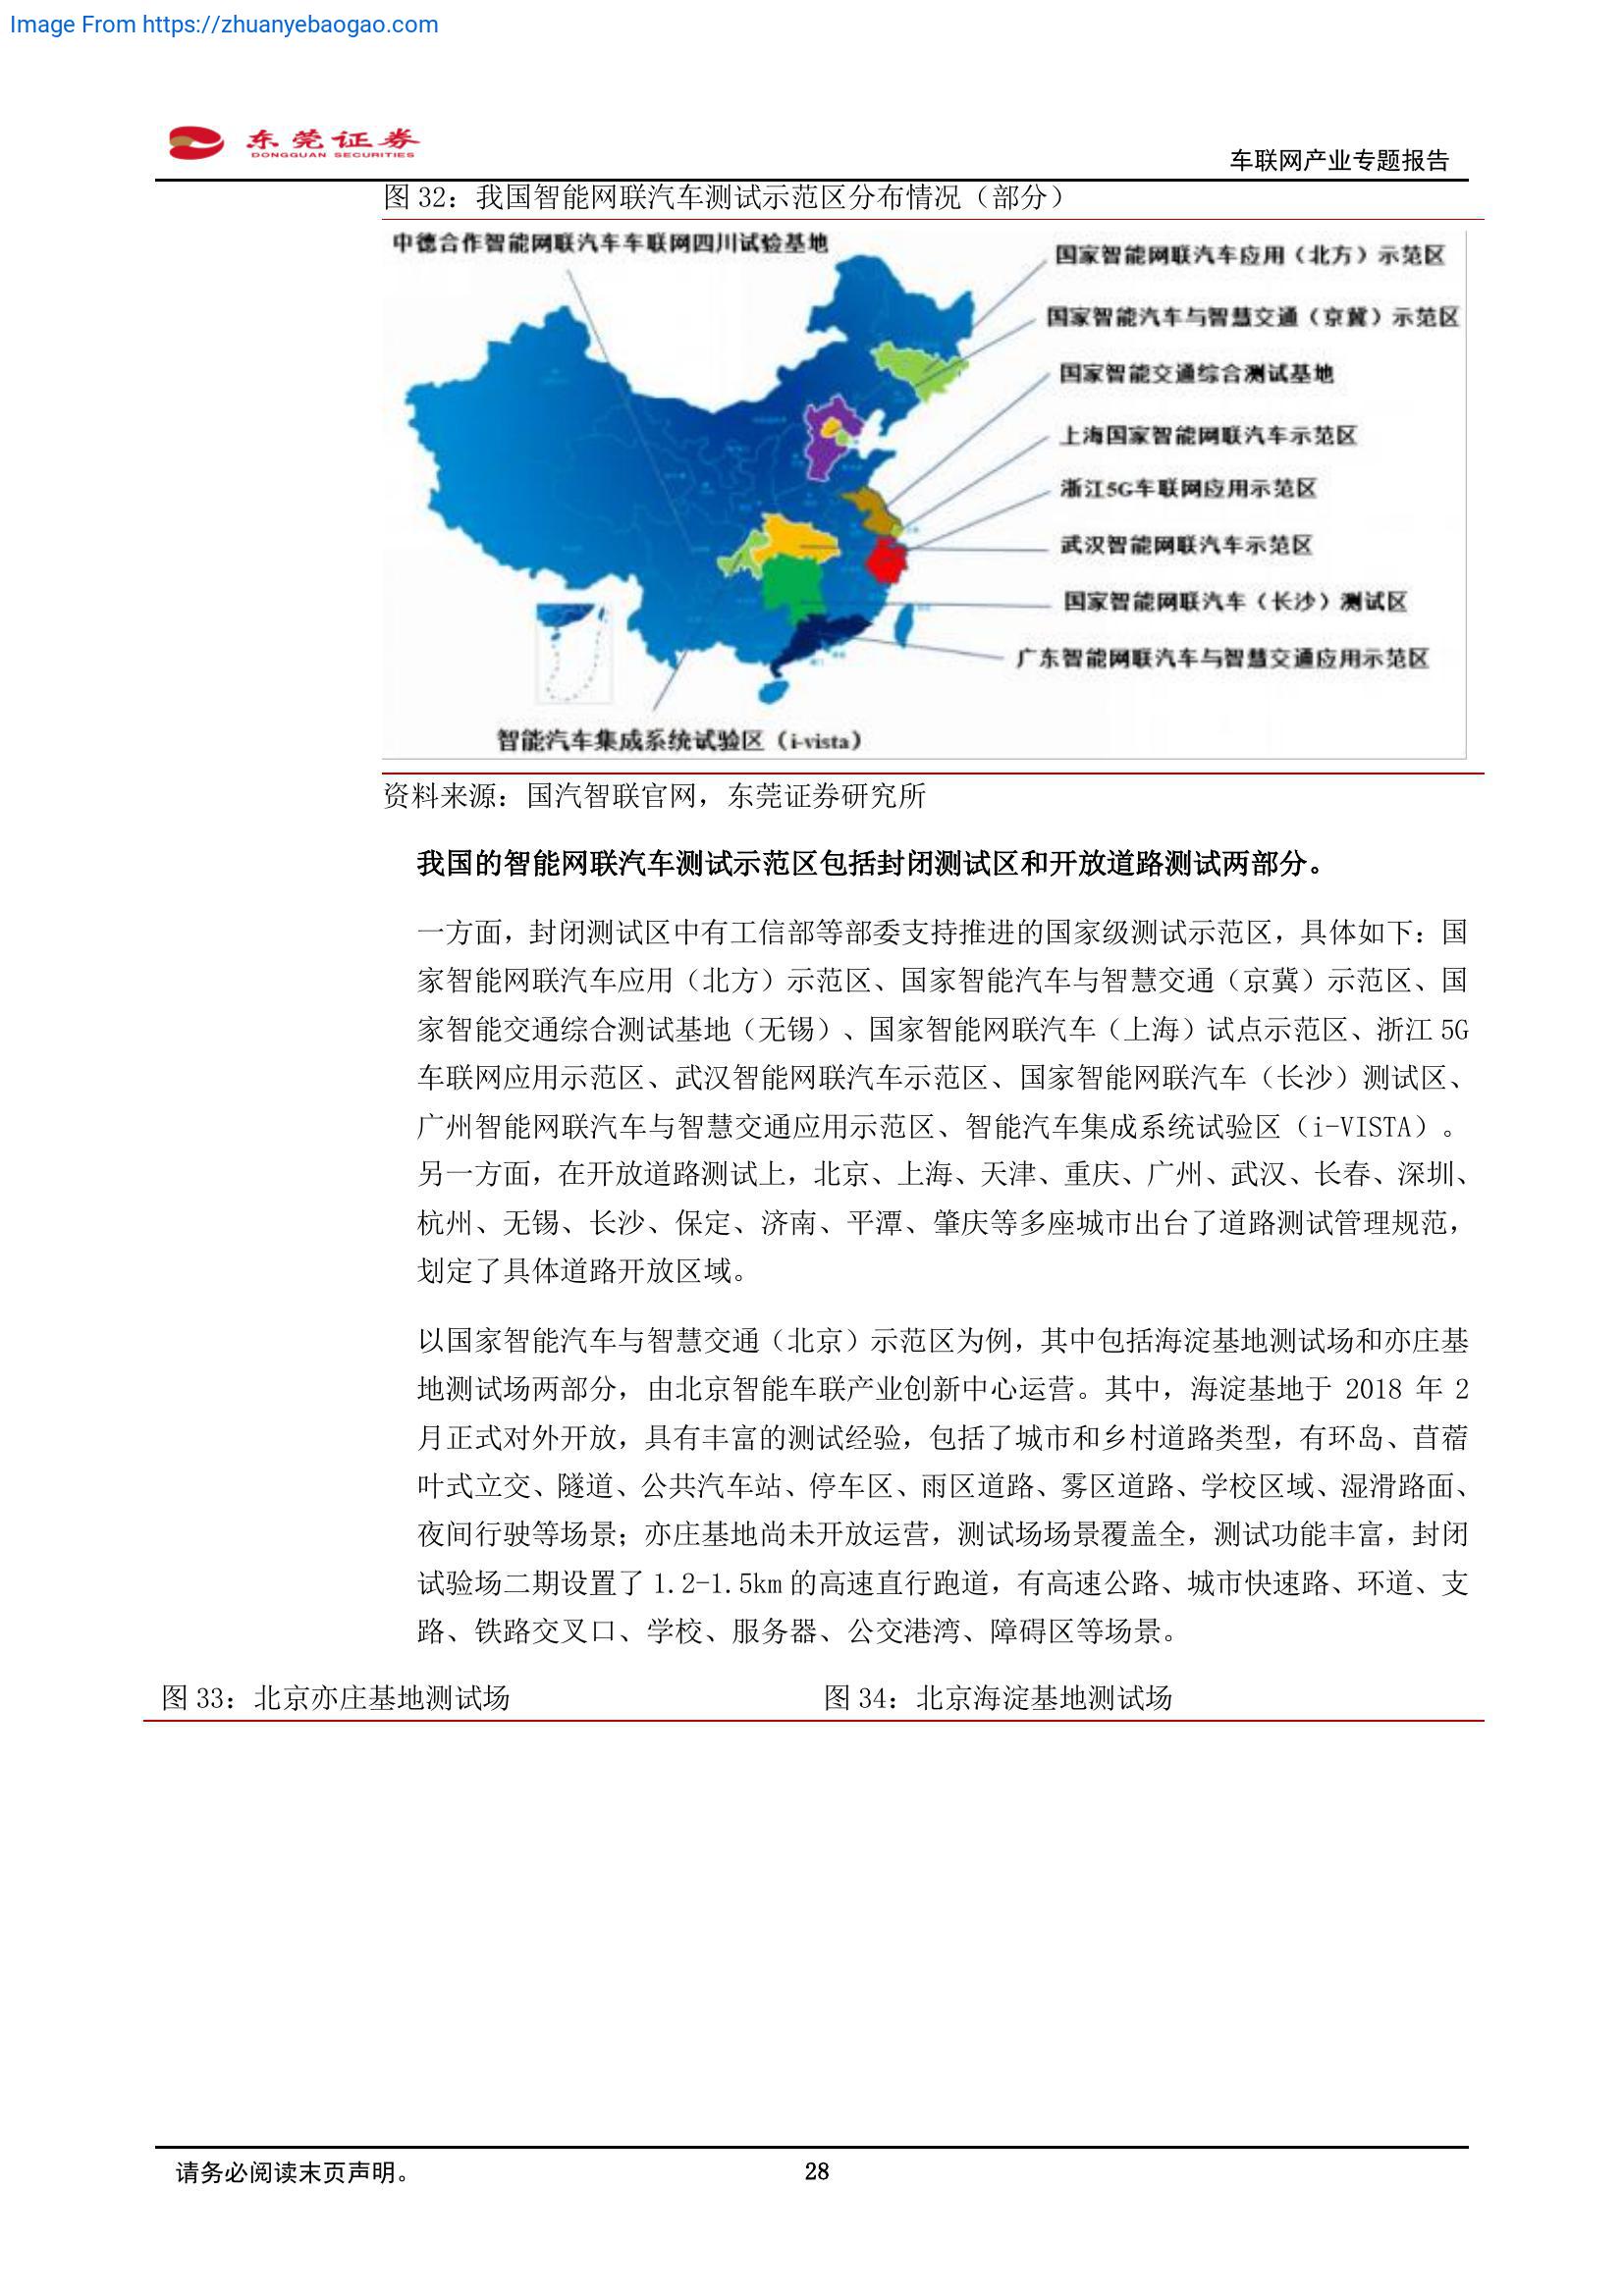 Image From https://zhuanyebaogao.com
东莞证券
DONGGUAN SECURITIES
车联网产业专题报告
图 32：我国智能网联汽车测试示范区分布情况（部分）
中德合作智能网联汽车车联网四川试验基地
国家智能网联汽车应用（北方）示范区
国家智能汽车与智慧交通（京冀）示范区
国家智能交通综合测试基地
上海国家智能网联汽车示范区
浙江5G车联网应用示范区
武汉智能网联汽车示范区
国家智能网联汽车（长沙）测试区
广东智能网联汽车与智慧交通应用示范区
智能汽车集成系统试验区（i-vista）
资料来源：国汽智联官网，东莞证券研究所
我国的智能网联汽车测试示范区包括封闭测试区和开放道路测试两部分。
一方面，封闭测试区中有工信部等部委支持推进的国家级测试示范区，具体如下：国
家智能网联汽车应用（北方）示范区、国家智能汽车与智慧交通（京冀）示范区、国
家智能交通综合测试基地（无锡）、国家智能网联汽车（上海）试点示范区、浙江 5G
车联网应用示范区、武汉智能网联汽车示范区、国家智能网联汽车（长沙）测试区、
广州智能网联汽车与智慧交通应用示范区、智能汽车集成系统试验区（i-VISTA）。
另一方面，在开放道路测试上，北京、上海、天津、重庆、广州、武汉、长春、深圳、
杭州、无锡、长沙、保定、济南、平潭、肇庆等多座城市出台了道路测试管理规范，
划定了具体道路开放区域。
以国家智能汽车与智慧交通（北京）示范区为例，其中包括海淀基地测试场和亦庄基
地测试场两部分，由北京智能车联产业创新中心运营。其中，海淀基地于 2018 年 2
月正式对外开放，具有丰富的测试经验，包括了城市和乡村道路类型，有环岛、苜蓿
叶式立交、隧道、公共汽车站、停车区、雨区道路、雾区道路、学校区域、湿滑路面、
夜间行驶等场景；亦庄基地尚未开放运营，测试场场景覆盖全，测试功能丰富，封闭
试验场二期设置了 1.2-1.5km 的高速直行跑道，有高速公路、城市快速路、环道、支
路、铁路交叉口、学校、服务器、公交港湾、障碍区等场景。
图 33：北京亦庄基地测试场
图 34：北京海淀基地测试场
请务必阅读末页声明。
28